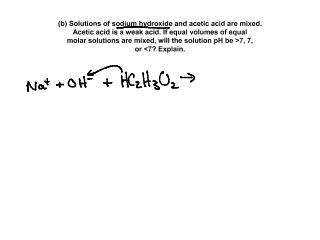 (b) Solutions of sodium hydroxide and acetic acid are mixed.
Acetic acid is a weak acid. If equal volumes of equal
molar solutions are mixed, will the solution pH be >7, 7,
or <7? Explain.
Na⁺ + OH⁻ + HC₂H₃O₂ →